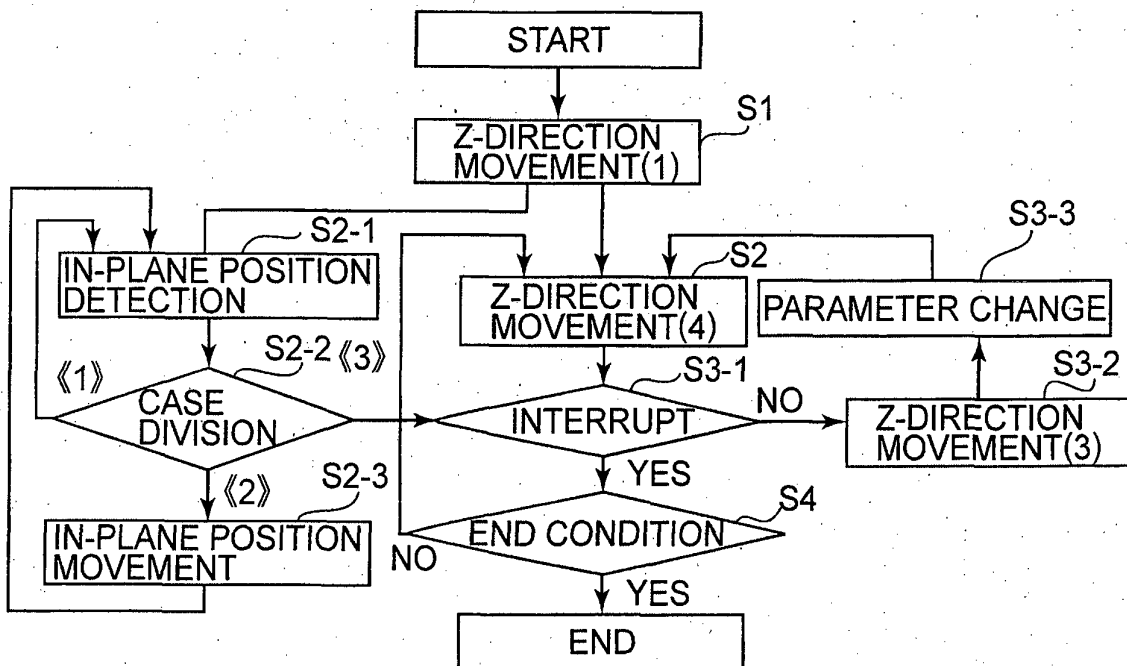 START
S1
Z-DIRECTION
MOVEMENT(1)
S2-1
IN-PLANE POSITION
DETECTION
S2
Z-DIRECTION
MOVEMENT(4)
S3-3
PARAMETER CHANGE
《1》
S2-2
《3》
CASE
DIVISION
S3-1
INTERRUPT
NO
S3-2
Z-DIRECTION
MOVEMENT(3)
YES
《2》
S2-3
IN-PLANE POSITION
MOVEMENT
S4
END CONDITION
NO
YES
END